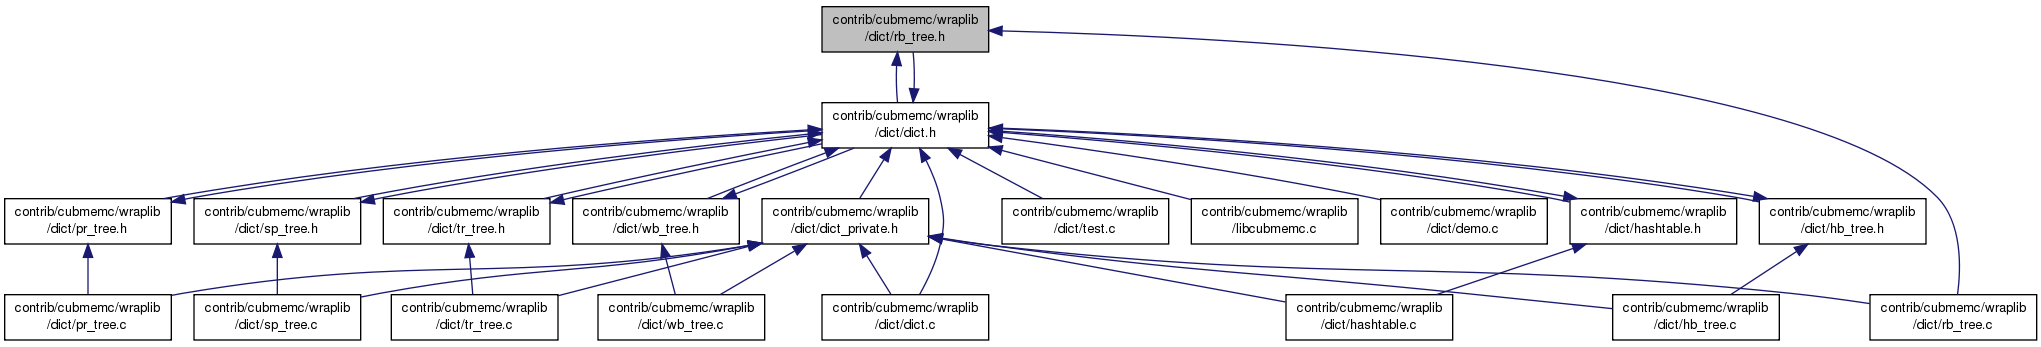 contrib/cubmemc/wraplib
/dict/rb_tree.h
contrib/cubmemc/wraplib
/dict/dict.h
contrib/cubmemc/wraplib
/dict/pr_tree.h
contrib/cubmemc/wraplib
/dict/sp_tree.h
contrib/cubmemc/wraplib
/dict/tr_tree.h
contrib/cubmemc/wraplib
/dict/wb_tree.h
contrib/cubmemc/wraplib
/dict/dict_private.h
contrib/cubmemc/wraplib
/dict/test.c
contrib/cubmemc/wraplib
/libcubmemc.c
contrib/cubmemc/wraplib
/dict/demo.c
contrib/cubmemc/wraplib
/dict/hashtable.h
contrib/cubmemc/wraplib
/dict/hb_tree.h
contrib/cubmemc/wraplib
/dict/pr_tree.c
contrib/cubmemc/wraplib
/dict/sp_tree.c
contrib/cubmemc/wraplib
/dict/tr_tree.c
contrib/cubmemc/wraplib
/dict/wb_tree.c
contrib/cubmemc/wraplib
/dict/dict.c
contrib/cubmemc/wraplib
/dict/hashtable.c
contrib/cubmemc/wraplib
/dict/hb_tree.c
contrib/cubmemc/wraplib
/dict/rb_tree.c